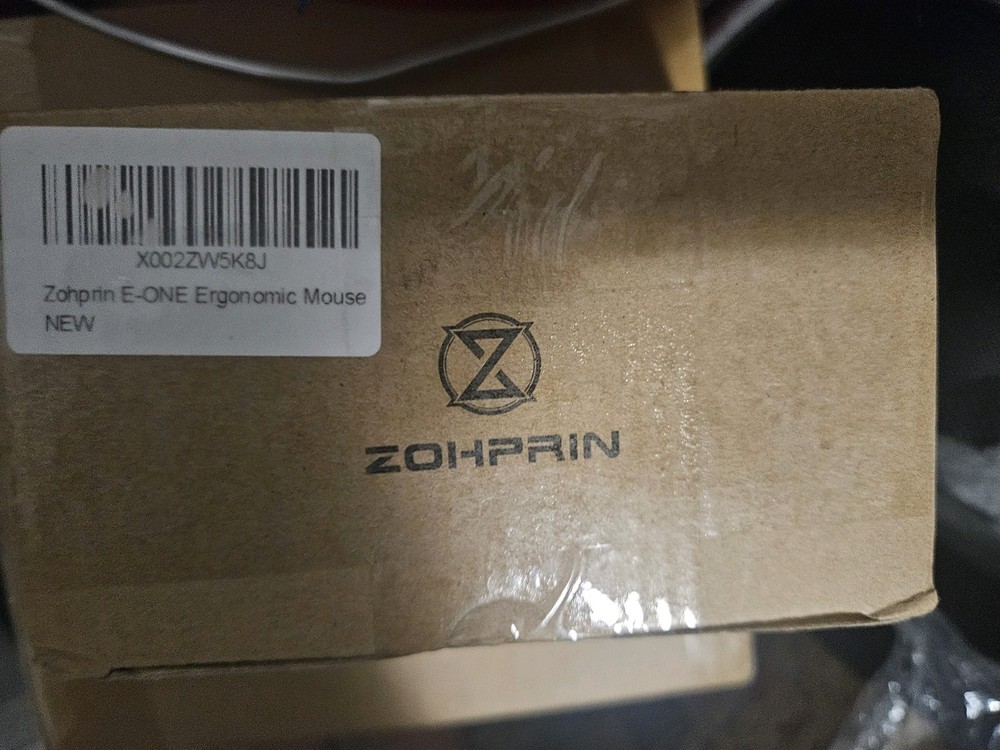 X002ZW5K8J
Zohprin E-ONE Ergonomic Mouse
NEW
Z
ZOHPRIN